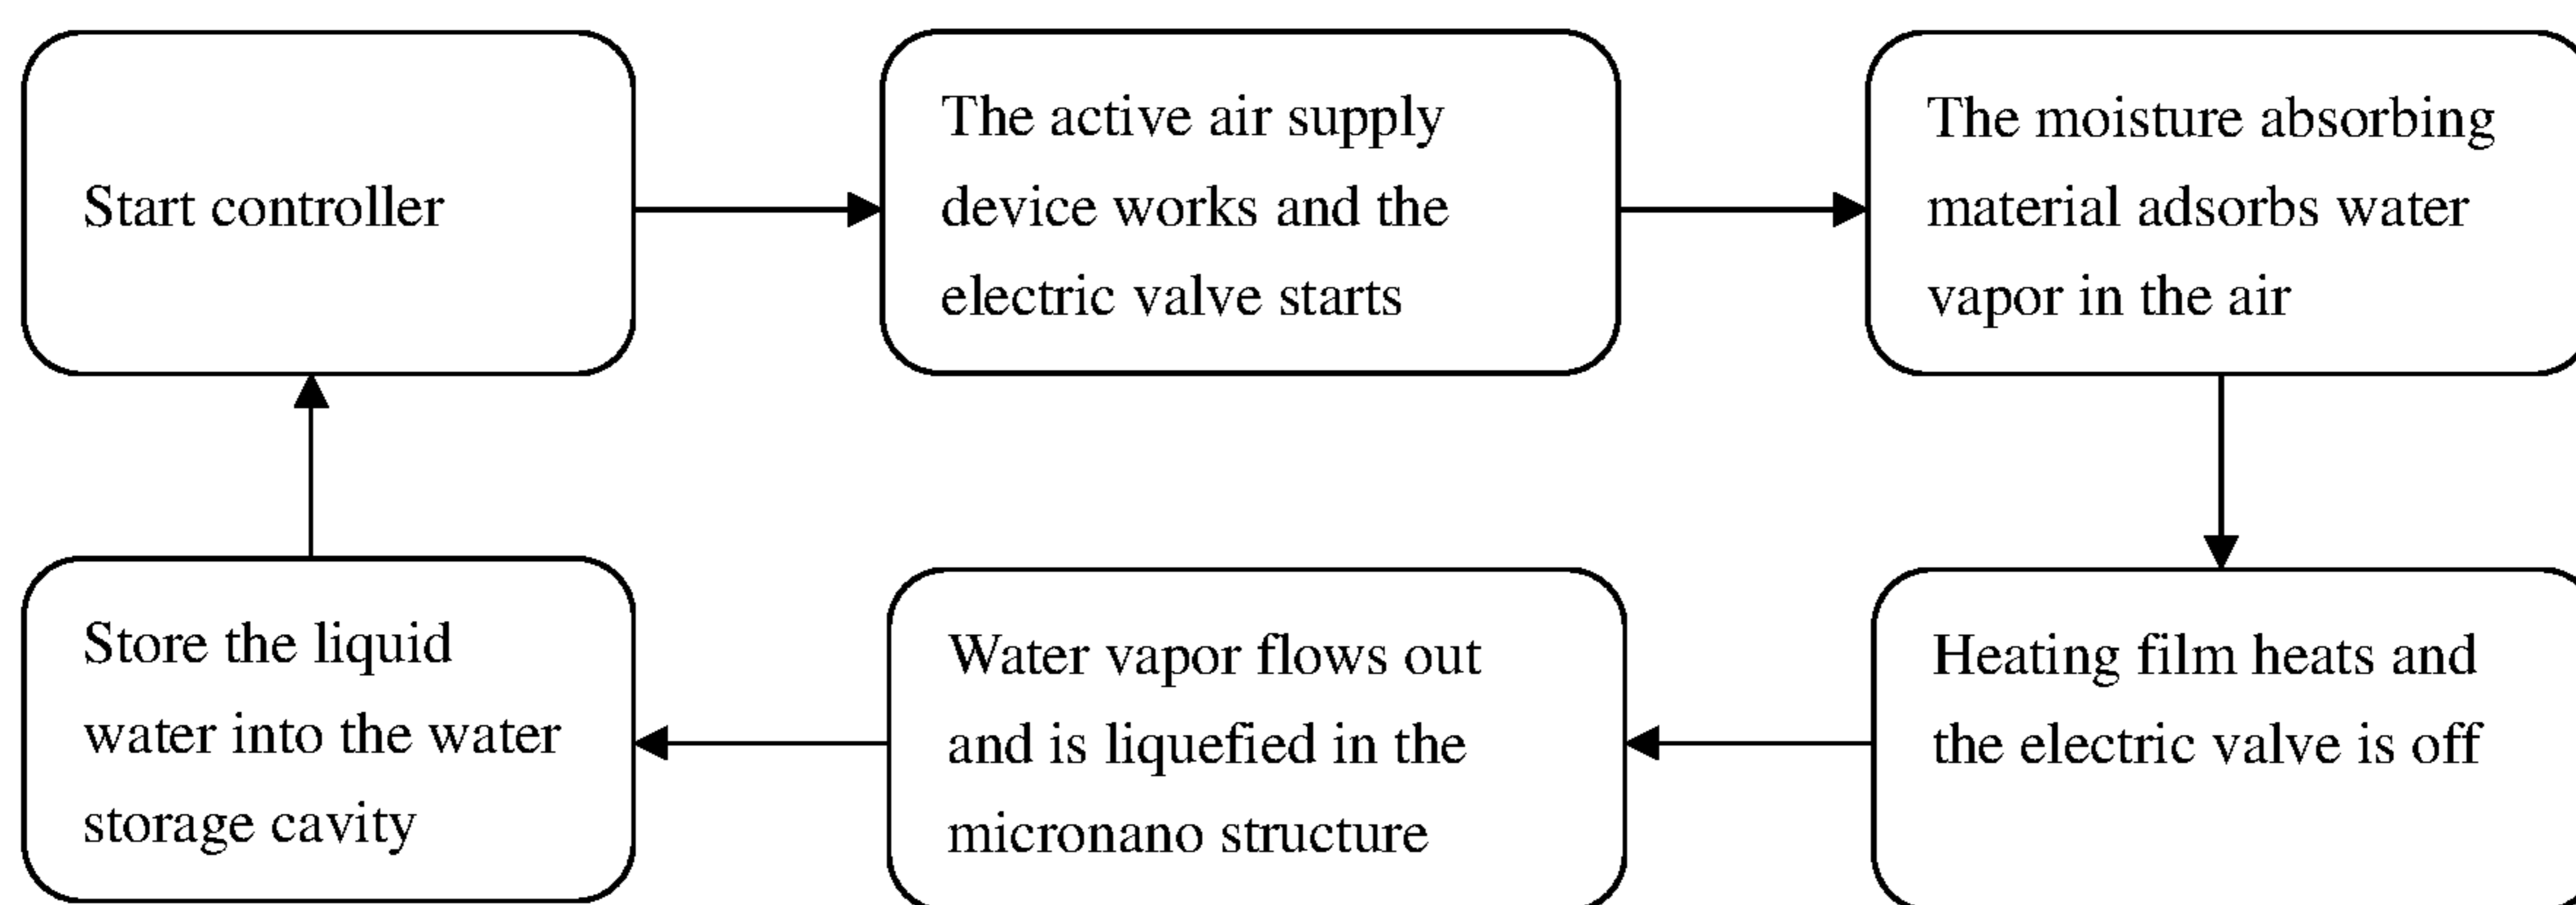 Start controller
The active air supply
device works and the
electric valve starts
The moisture absorbing
material adsorbs water
vapor in the air
Heating film heats and
the electric valve is off
Water vapor flows out
and is liquefied in the
micronano structure
Store the liquid
water into the water
storage cavity